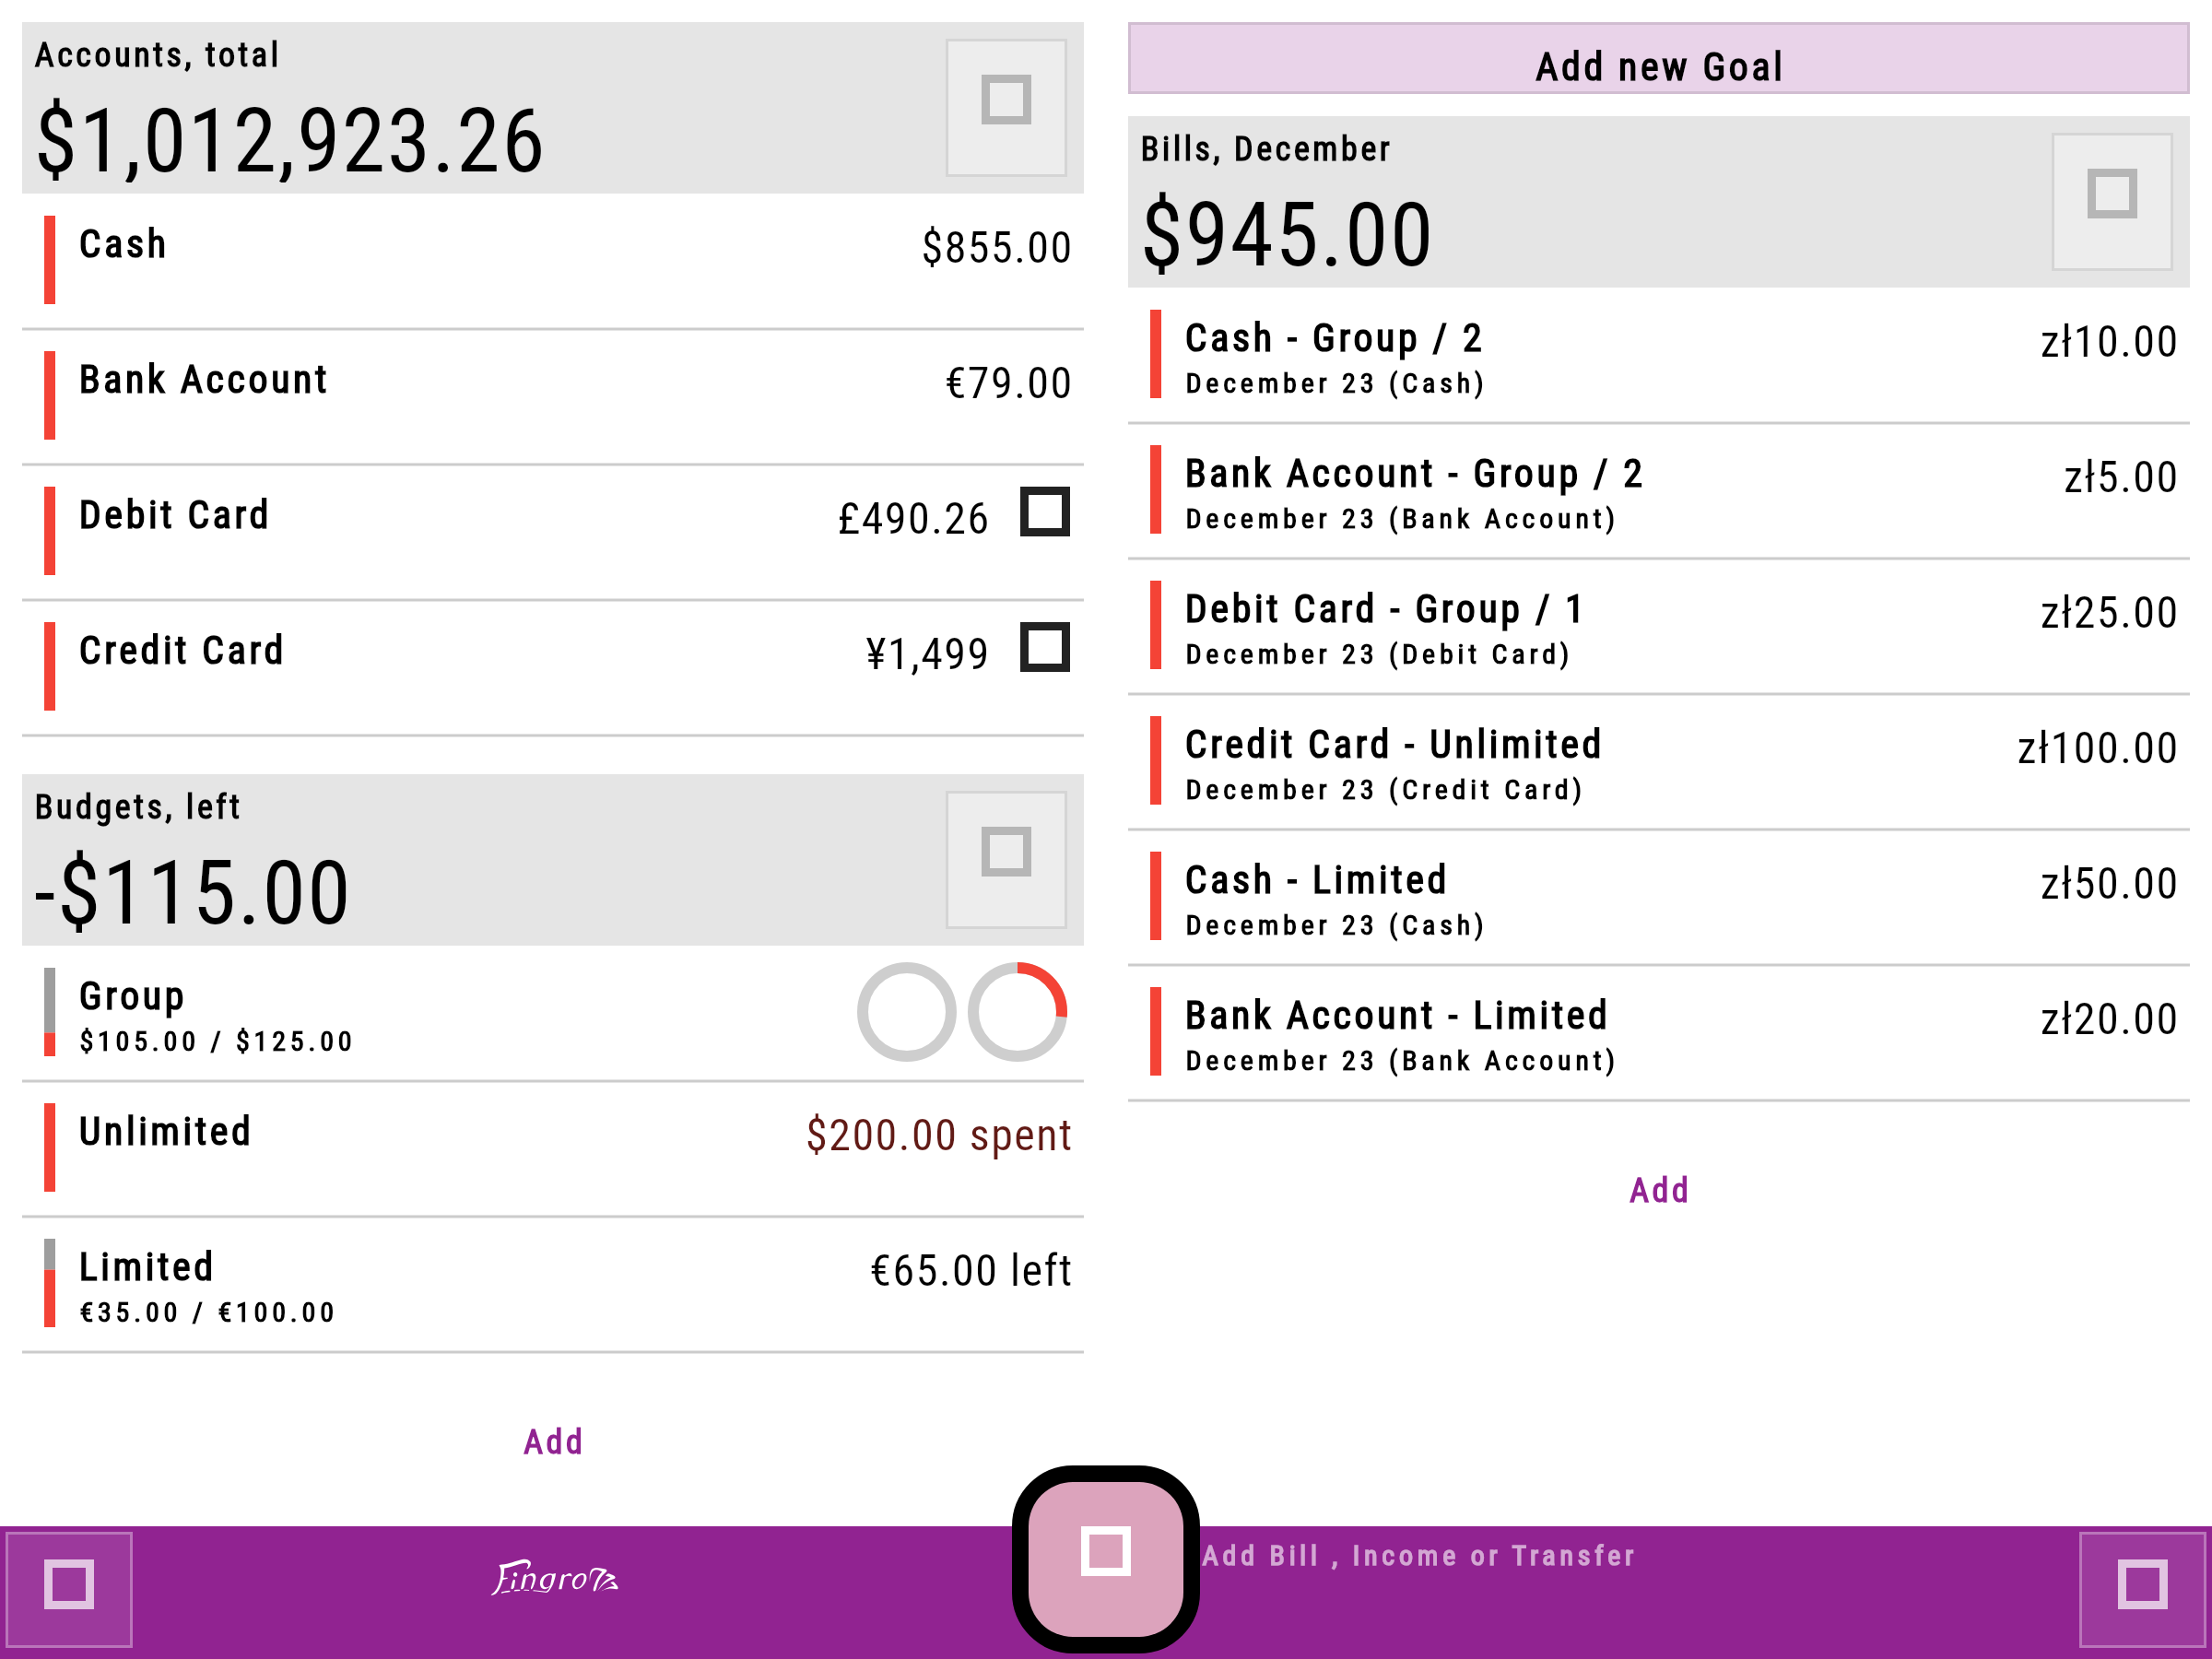 Accounts, total
$1,012,923.26
Cash
$855.00
Bank Account
€79.00
Debit Card
£490.26
Credit Card
¥1,499
Budgets, left
-$115.00
Group
$105.00 / $125.00
Unlimited
$200.00 spent
Limited
€65.00 left
€35.00 / €100.00
Add
Add new Goal
Bills, December
$945.00
Cash - Group / 2
zł10.00
December 23 (Cash)
Bank Account - Group / 2
zł5.00
December 23 (Bank Account)
Debit Card - Group / 1
zł25.00
December 23 (Debit Card)
Credit Card - Unlimited
zł100.00
December 23 (Credit Card)
Cash - Limited
zł50.00
December 23 (Cash)
Bank Account - Limited
zł20.00
December 23 (Bank Account)
Add
Add Bill , Income or Transfer